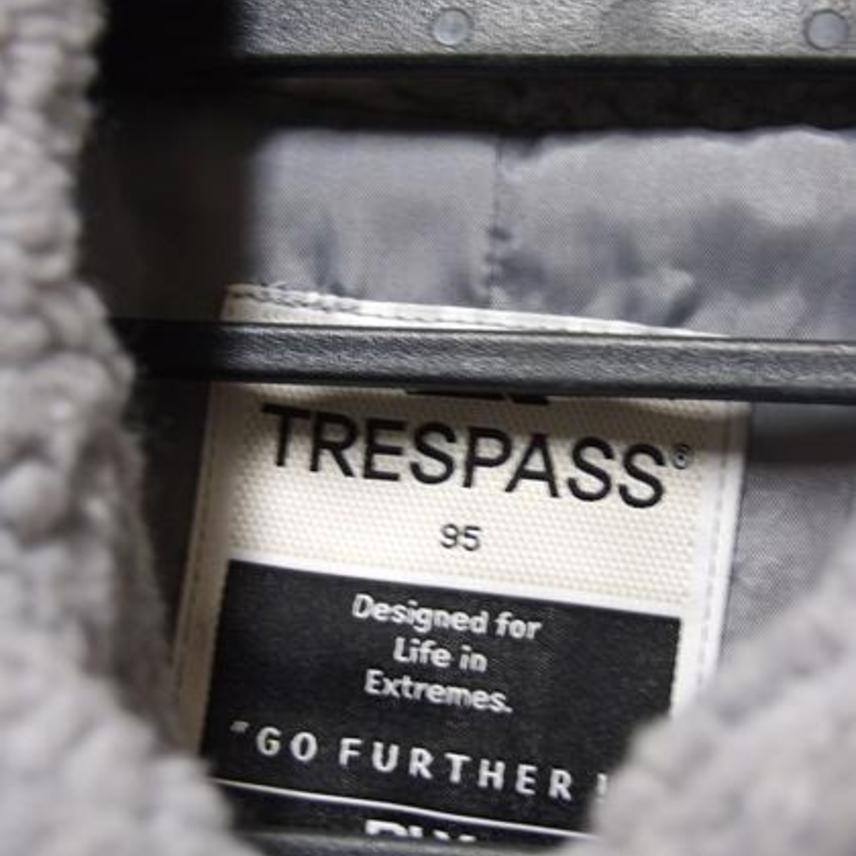 TRESPASS®
95
Designed for
Life in
Extremes.
"GO FURTHER